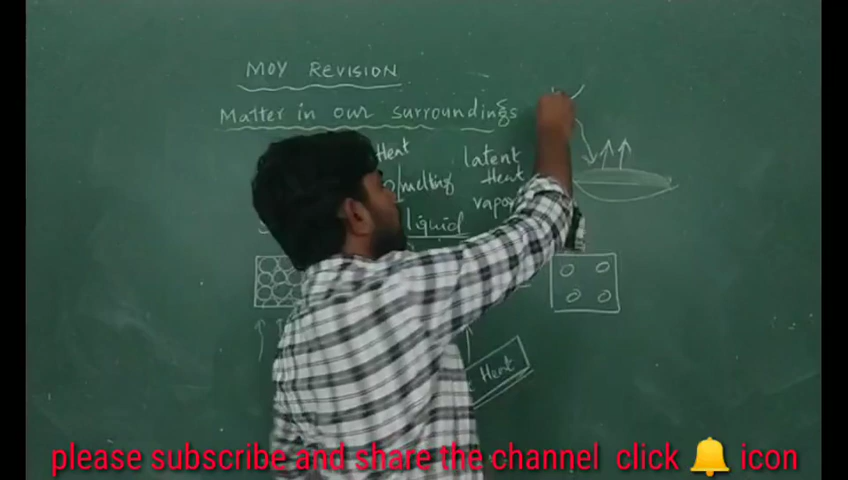 MOY REVISION
Matter in our surroundings
Heat latent
melting Heat
vapor
liquid
Heat
please subscribe and share the channel click 🔔 icon